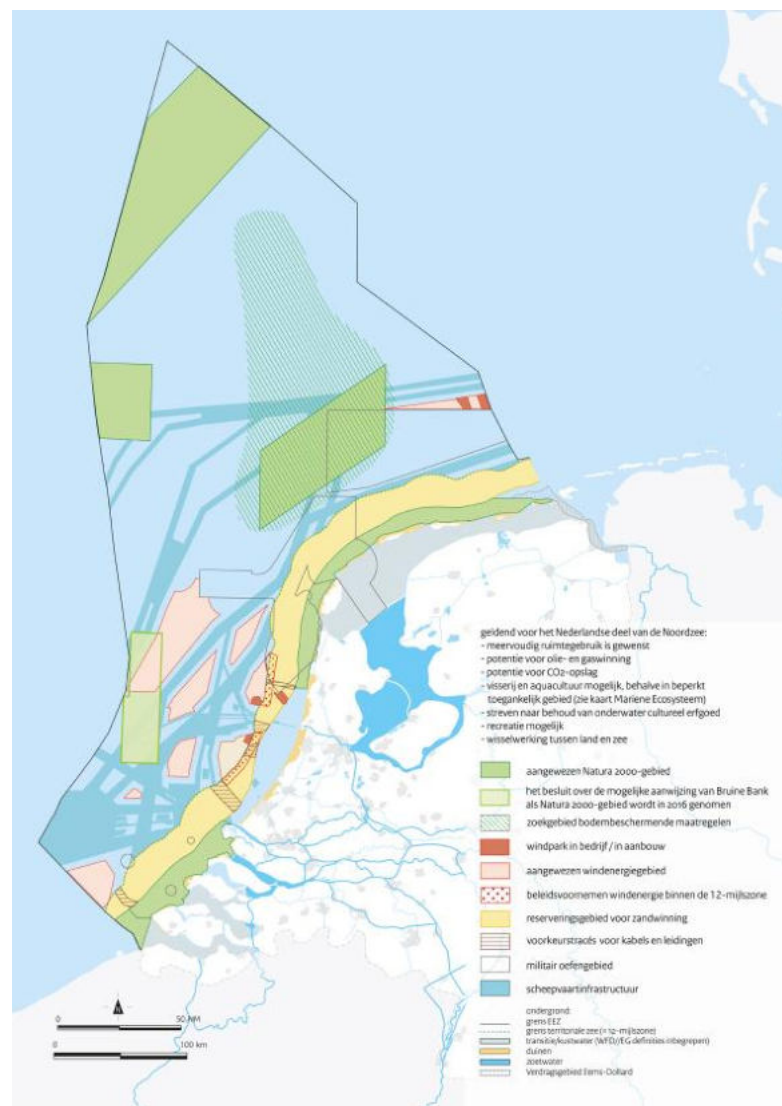 geldend voor het Nederlandse deel van de Noordzee:
- meervoudig ruimtegebruik is gewenst
- potentie voor olie- en gaswinning
- potentie voor CO2-opslag
- visserij en aquacultuur mogelijk, behalve in beperkt
toegankelijk gebied (zie kaart Mariene Ecosysteem)
- streven naar behoud van onderwater cultureel erfgoed
- recreatie mogelijk
- wisselwerking tussen land en zee
aangewezen Natura 2000-gebied
het besluit over de mogelijke aanwijzing van Bruine Bank
als Natura 2000-gebied wordt in 2016 genomen
zoekgebied bodembeschermende maatregelen
windpark in bedrijf / in aanbouw
aangewezen windenergiegebied
beleidsvoornemen windenergie binnen de 12-mijlszone
reserveringsgebied voor zandwinning
voorkeurstracés voor kabels en leidingen
militair oefengebied
scheepvaartinfrastructuur
ondergrond:
grens EEZ
grens territoriale zee (=12-mijlszone)
transitie/kustwater (WFD//EG definities inbegrepen)
duinen
zoetwater
Verdragsgebied Eems-Dollard
N
0 50 NM
0 100 km